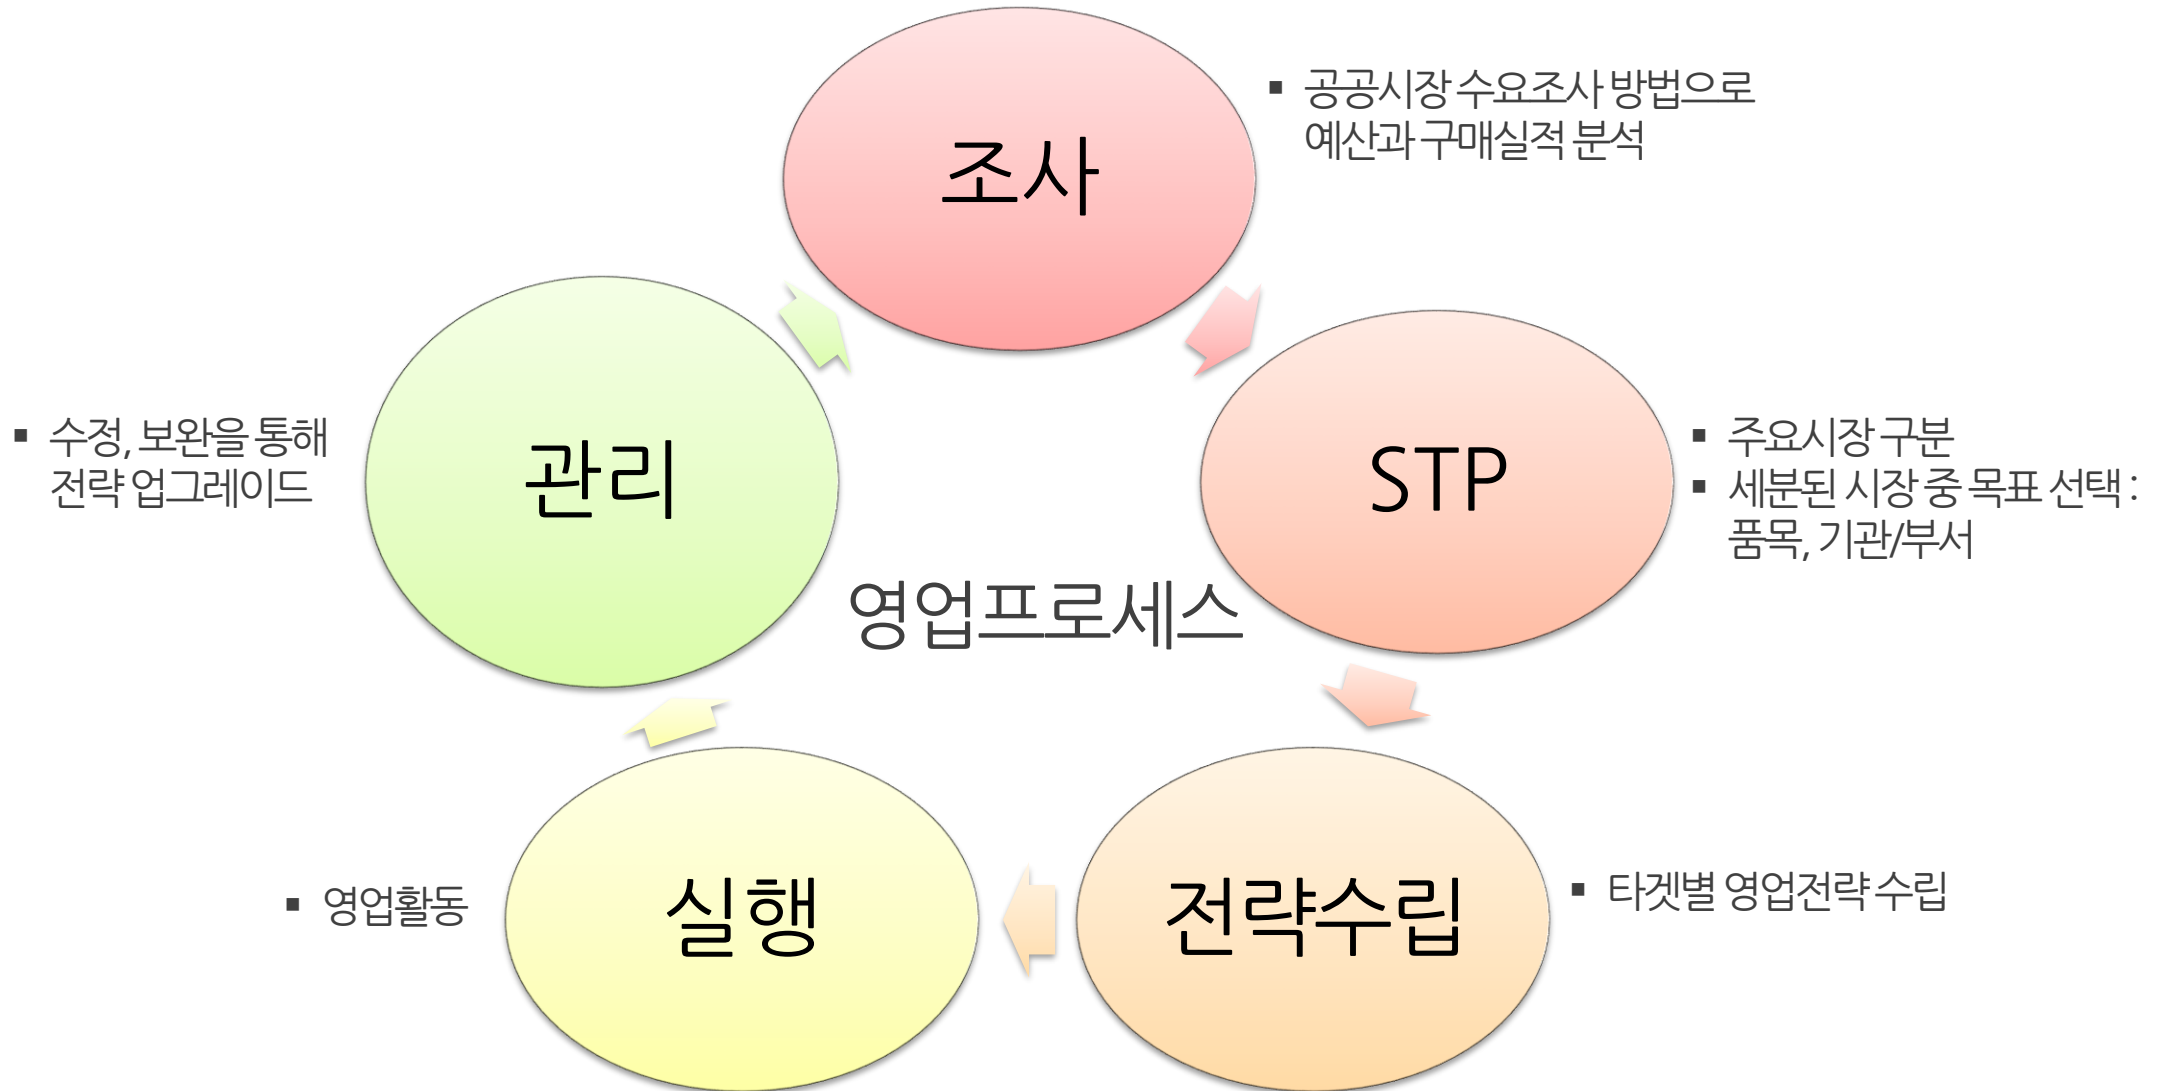 조사
공공시장 수요조사 방법으로
예산과 구매실적 분석
STP
주요시장 구분
세분된 시장 중 목표 선택 :
품목, 기관/부서
전략수립
타겟별 영업전략 수립
실행
영업활동
관리
수정, 보완을 통해
전략 업그레이드
영업프로세스